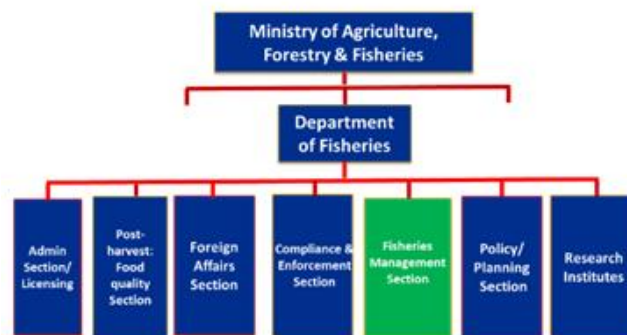 Ministry of Agriculture,
Forestry & Fisheries
Department
of Fisheries
Admin
Section/
Licensing
Post-
harvest:
Food
quality
Section
Foreign
Affairs
Section
Compliance &
Enforcement
Section
Fisheries
Management
Section
Policy/
Planning
Section
Research
Institutes